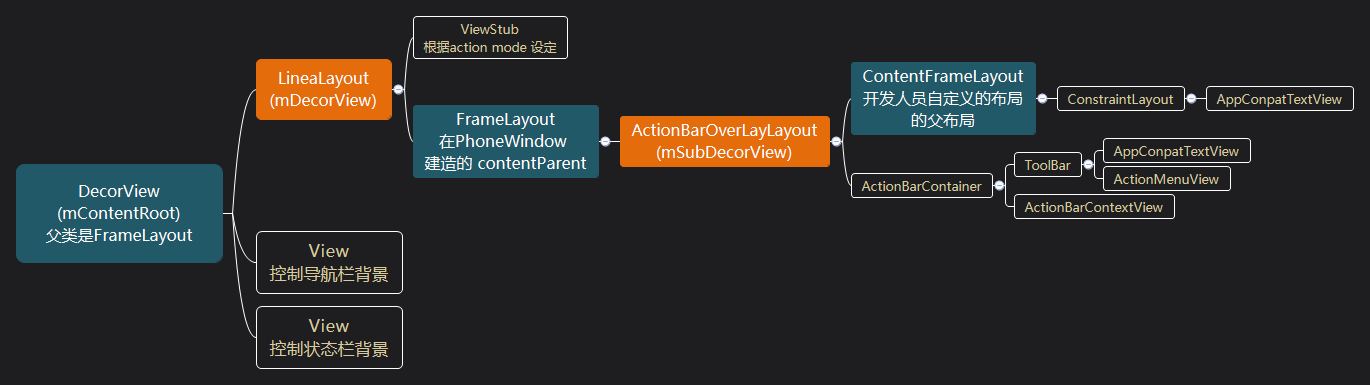 DecorView
(mContentRoot)
父类是FrameLayout
LineaLayout
(mDecorView)
ViewStub
根据action mode 设定
FrameLayout
在PhoneWindow
建造的 contentParent
ActionBarOverLayLayout
(mSubDecorView)
ContentFrameLayout
开发人员自定义的布局
的父布局
ConstraintLayout
AppConpatTextView
ActionBarContainer
ToolBar
AppConpatTextView
ActionMenuView
ActionBarContextView
View
控制导航栏背景
View
控制状态栏背景